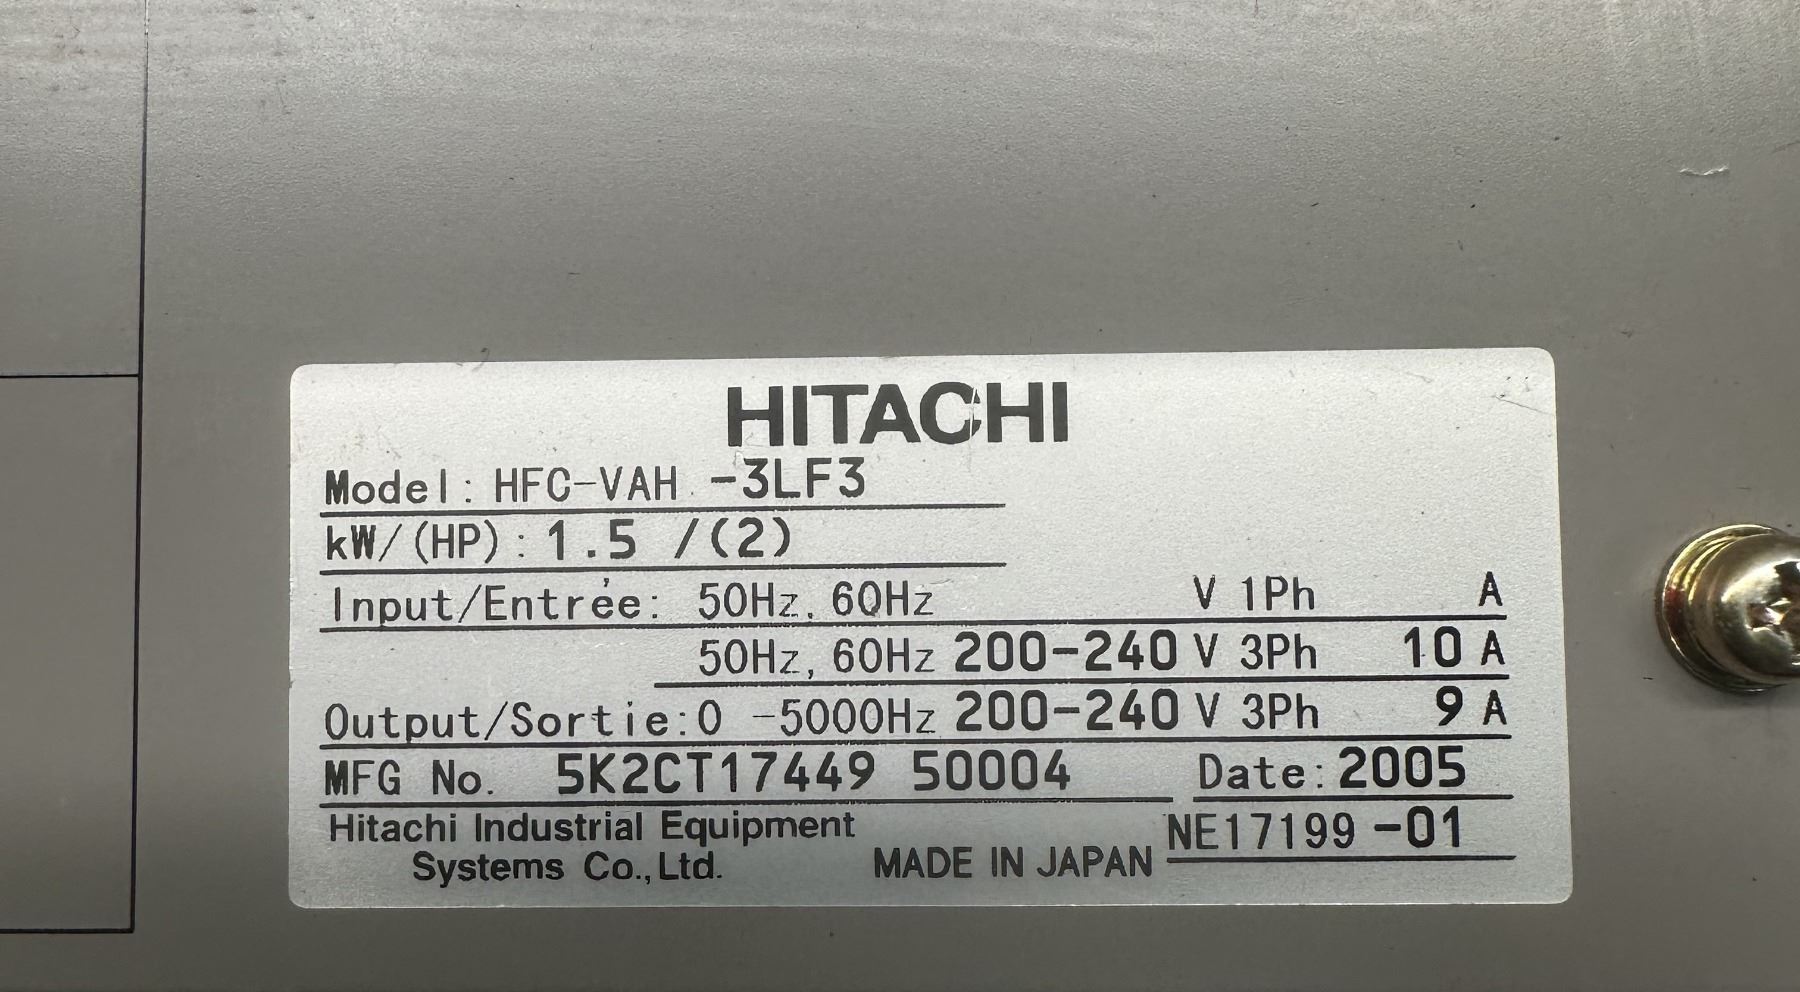 HITACHI
Model: HFC-VAH -3LF3
kW/(HP): 1.5 /(2)
Input/Entrée: 50Hz, 60Hz V 1Ph A
50Hz, 60Hz 200-240 V 3Ph 10 A
Output/Sortie:0 -5000Hz 200-240 V 3Ph 9 A
MFG No. 5K2CT17449 50004 Date: 2005
Hitachi Industrial Equipment
Systems Co.,Ltd. MADE IN JAPAN NE17199 -01